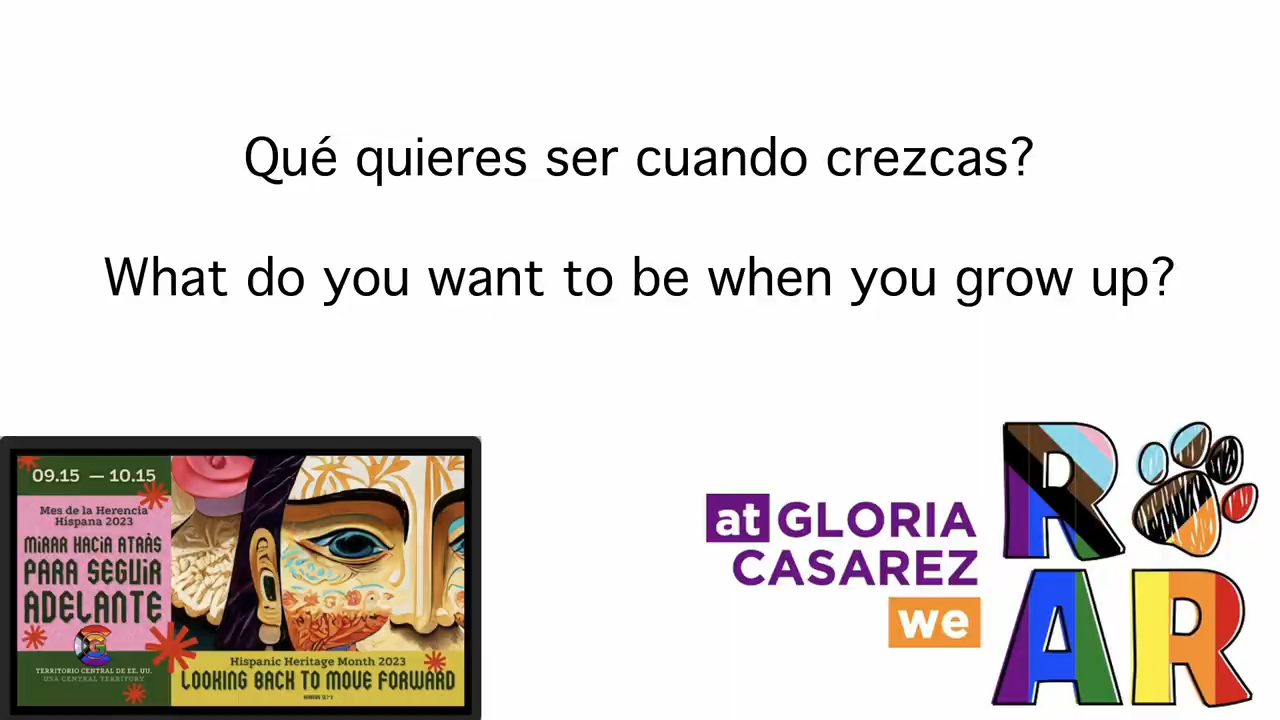 Qué quieres ser cuando crezcas?
What do you want to be when you grow up?
09.15 — 10.15
Mes de la Herencia
Hispana 2023
MIRAR HACIA ATRÁS
PARA SEGUIR
ADELANTE
TERRITORIO CENTRAL DE EE. UU.
USA CENTRAL TERRITORY
Hispanic Heritage Month 2023
LOOKING BACK TO MOVE FORWARD
at GLORIA
CASAREZ
we
R
AR